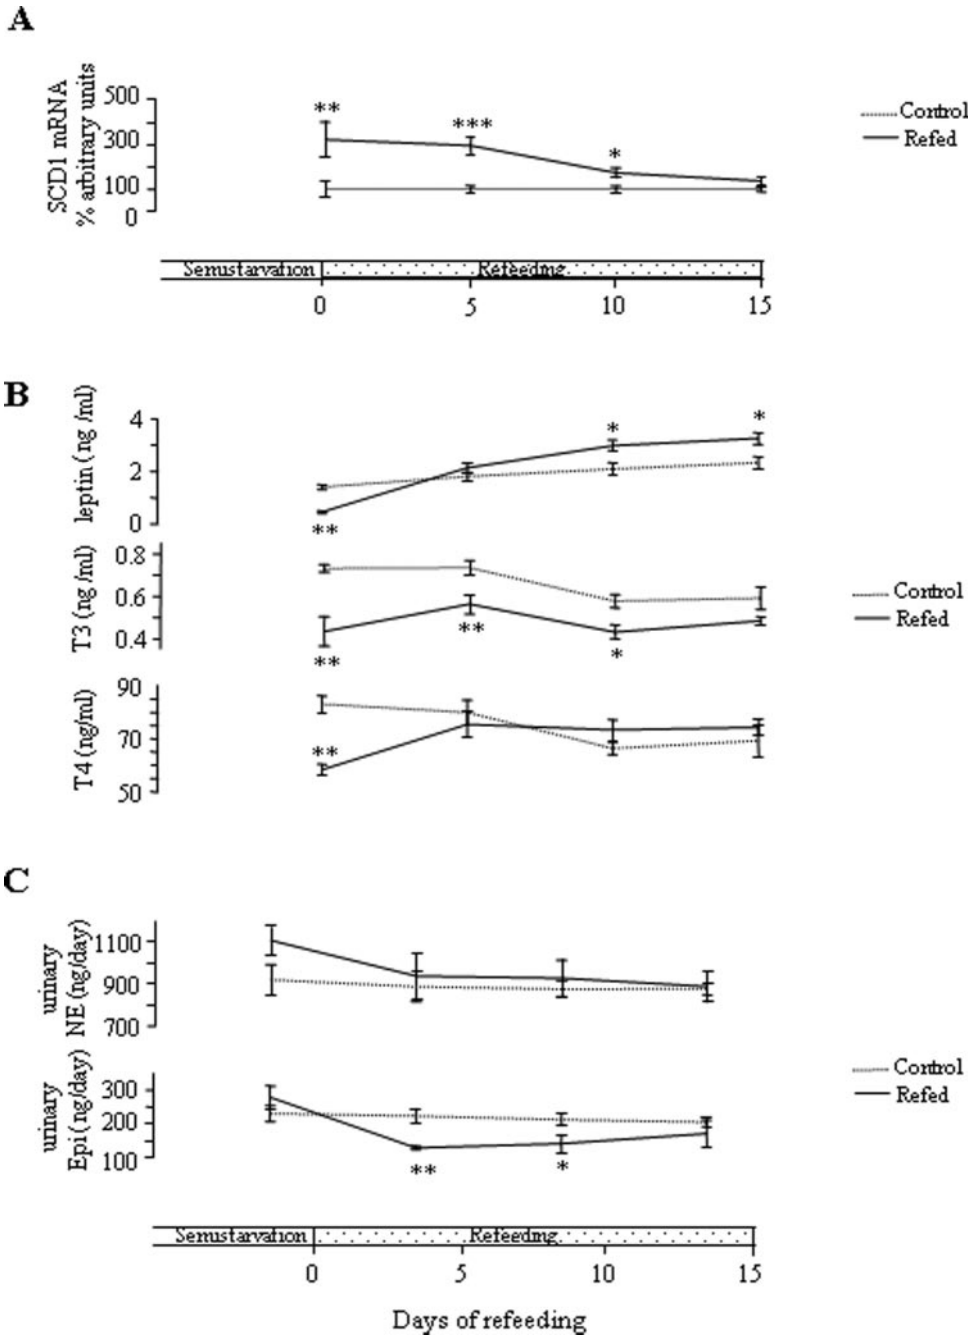 A
SCD1 mRNA
% arbitrary units
500
300
100
0
**
***
*
Control
Refed
Semistarvation
Refeeding
0
5
10
15
B
leptin (ng /ml)
4
2
0
**
*
*
T3 (ng /ml)
0.8
0.6
0.4
**
**
*
Control
Refed
T4 (ng/ml)
90
70
50
**
C
urinary
NE (ng/day)
1100
900
700
urinary
Epi (ng/day)
300
200
100
**
*
Control
Refed
Semistarvation
Refeeding
0
5
10
15
Days of refeeding